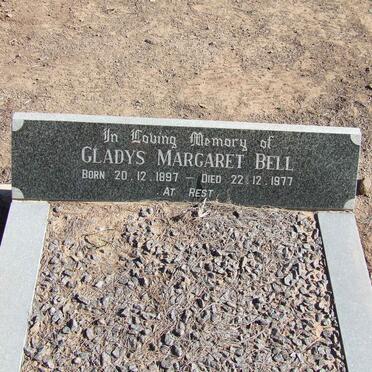 In Loving Memory of
GLADYS MARGARET BELL
BORN 20.12.1897 – DIED 22.12.1977
AT REST